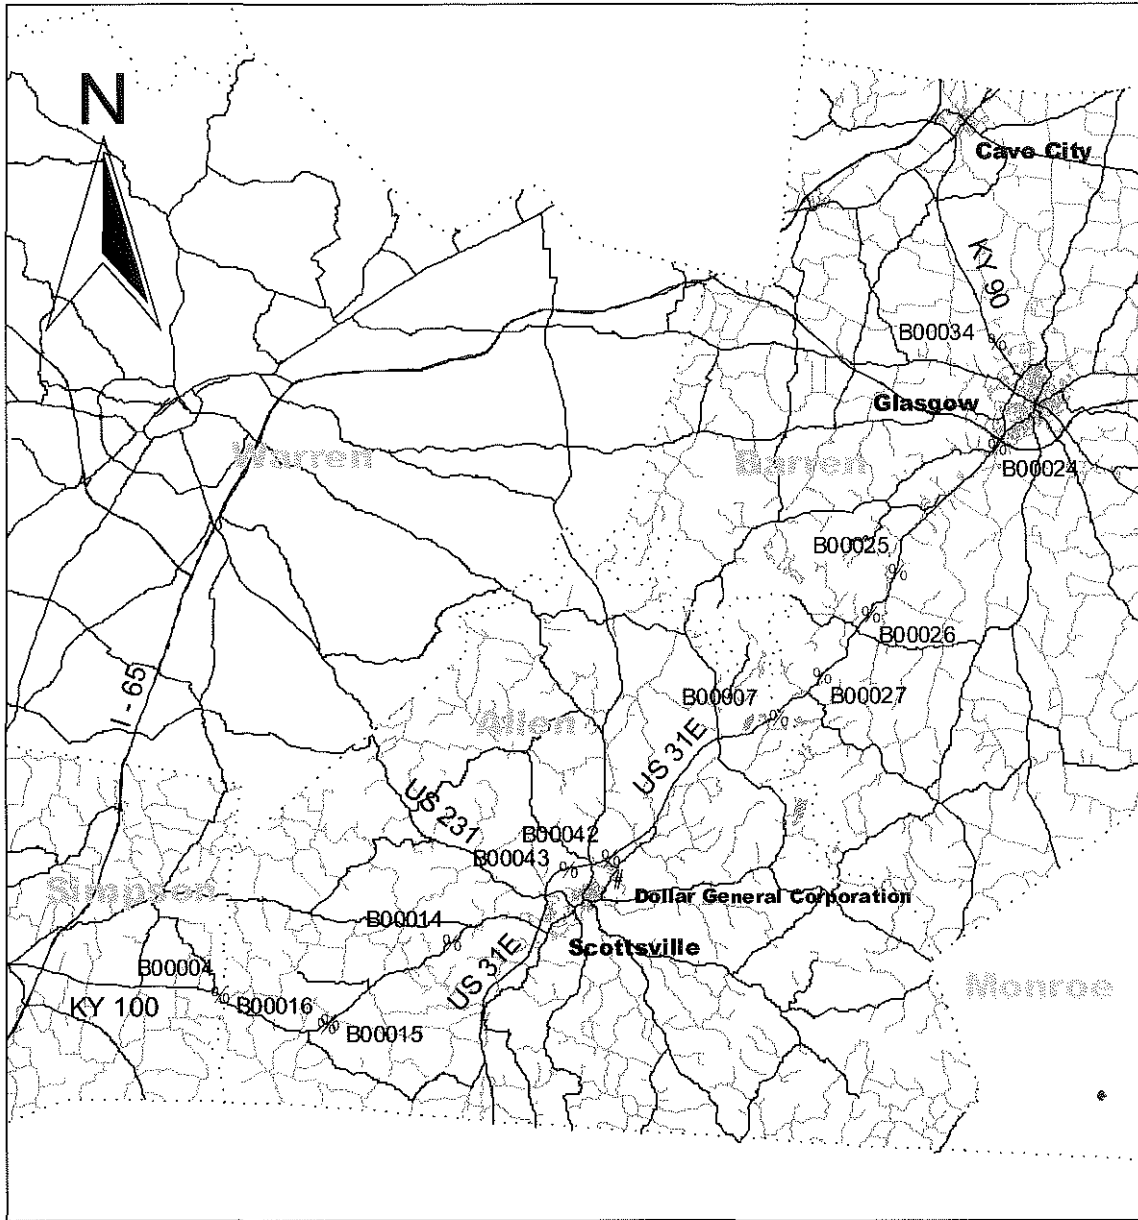 N
Cave City
KY 90
B00034
%
Glasgow
Warren
Barren
%
B00024
B00025
%
%
B00026
%
B00007
B00027
Allen
%
US 31E
I - 65
US 231
B00042
%
B00043
%
#
Simpson
Dollar General Corporation
B00014
%
Scottsville
US 31E
B00004
%
B00016
KY 100
Monroe
%
B00015